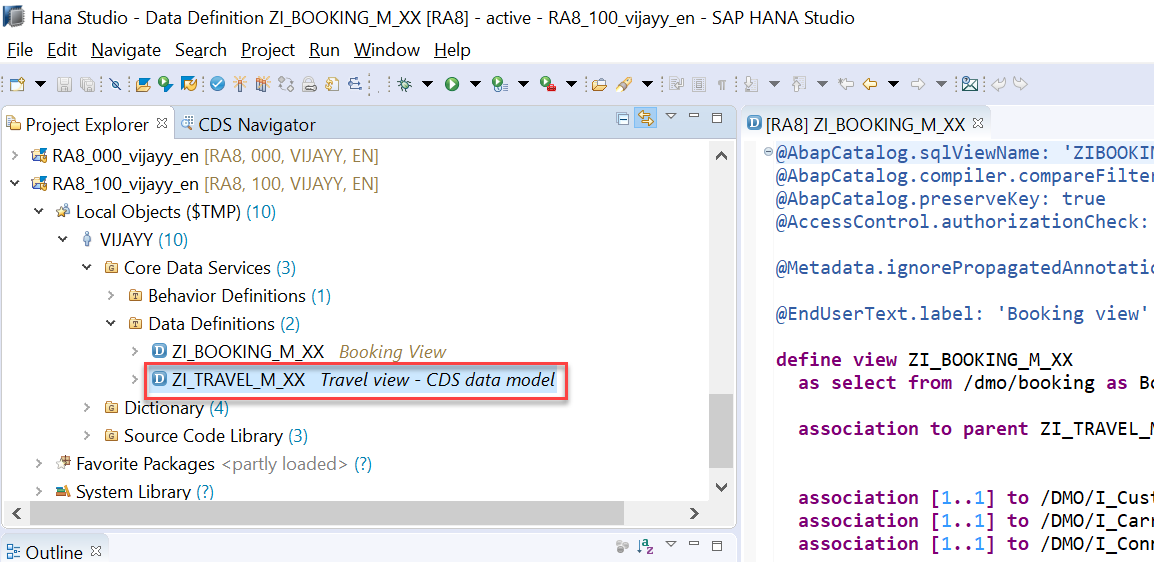 Hana Studio - Data Definition ZI_BOOKING_M_XX [RA8] - active - RA8_100_vijayy_en - SAP HANA Studio
File Edit Navigate Search Project Run Window Help
Project Explorer
CDS Navigator
RA8_000_vijayy_en [RA8, 000, VIJAYY, EN]
RA8_100_vijayy_en [RA8, 100, VIJAYY, EN]
Local Objects ($TMP) (10)
VIJAYY (10)
Core Data Services (3)
Behavior Definitions (1)
Data Definitions (2)
ZI_BOOKING_M_XX Booking View
ZI_TRAVEL_M_XX Travel view - CDS data model
Dictionary (4)
Source Code Library (3)
Favorite Packages <partly loaded> (?)
System Library (?)
Outline
[RA8] ZI_BOOKING_M_XX
@AbapCatalog.sqlViewName: 'ZIBOOKIN
@AbapCatalog.compiler.compareFilter
@AbapCatalog.preserveKey: true
@AccessControl.authorizationCheck:
@Metadata.ignorePropagatedAnnotatio
@EndUserText.label: 'Booking view'
define view ZI_BOOKING_M_XX
as select from /dmo/booking as Bo
association to parent ZI_TRAVEL_M
association [1..1] to /DMO/I_Cust
association [1..1] to /DMO/I_Carr
association [1..1] to /DMO/I_Conn